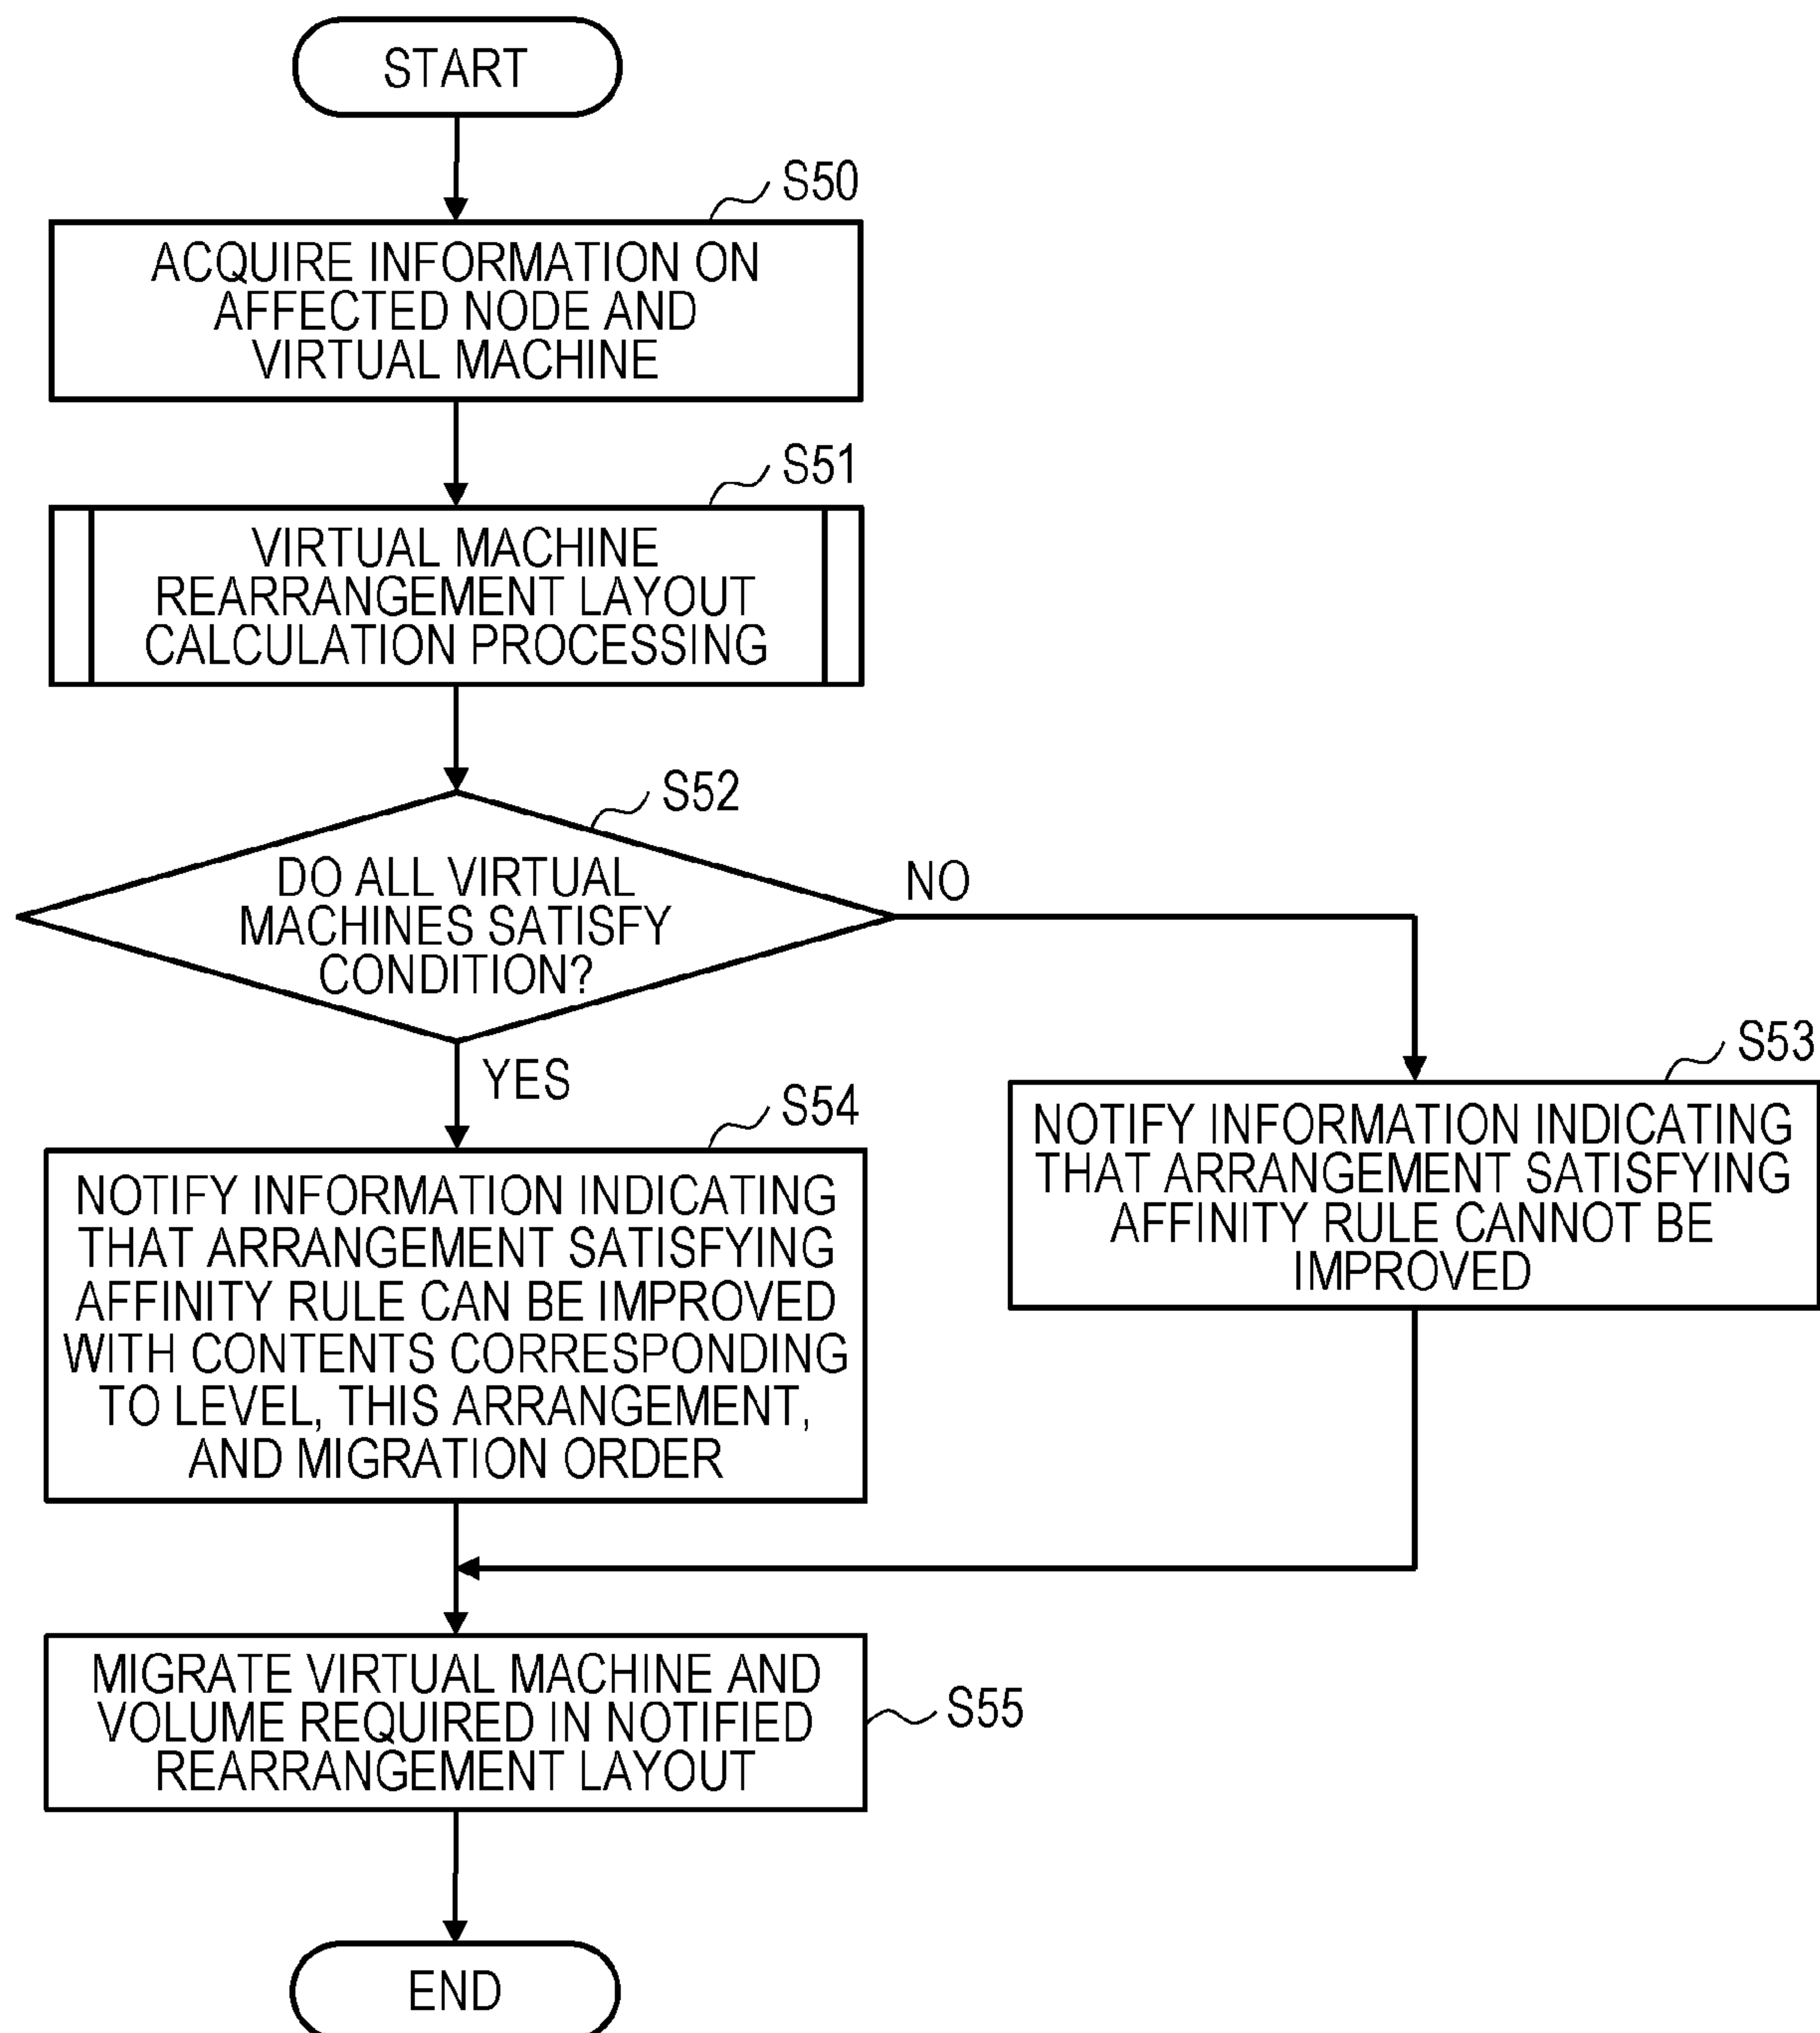 START
S50
ACQUIRE INFORMATION ON
AFFECTED NODE AND
VIRTUAL MACHINE
S51
VIRTUAL MACHINE
REARRANGEMENT LAYOUT
CALCULATION PROCESSING
S52
DO ALL VIRTUAL
MACHINES SATISFY
CONDITION?
NO
YES
S53
NOTIFY INFORMATION INDICATING
THAT ARRANGEMENT SATISFYING
AFFINITY RULE CANNOT BE
IMPROVED
S54
NOTIFY INFORMATION INDICATING
THAT ARRANGEMENT SATISFYING
AFFINITY RULE CAN BE IMPROVED
WITH CONTENTS CORRESPONDING
TO LEVEL, THIS ARRANGEMENT,
AND MIGRATION ORDER
MIGRATE VIRTUAL MACHINE AND
VOLUME REQUIRED IN NOTIFIED
REARRANGEMENT LAYOUT
S55
END